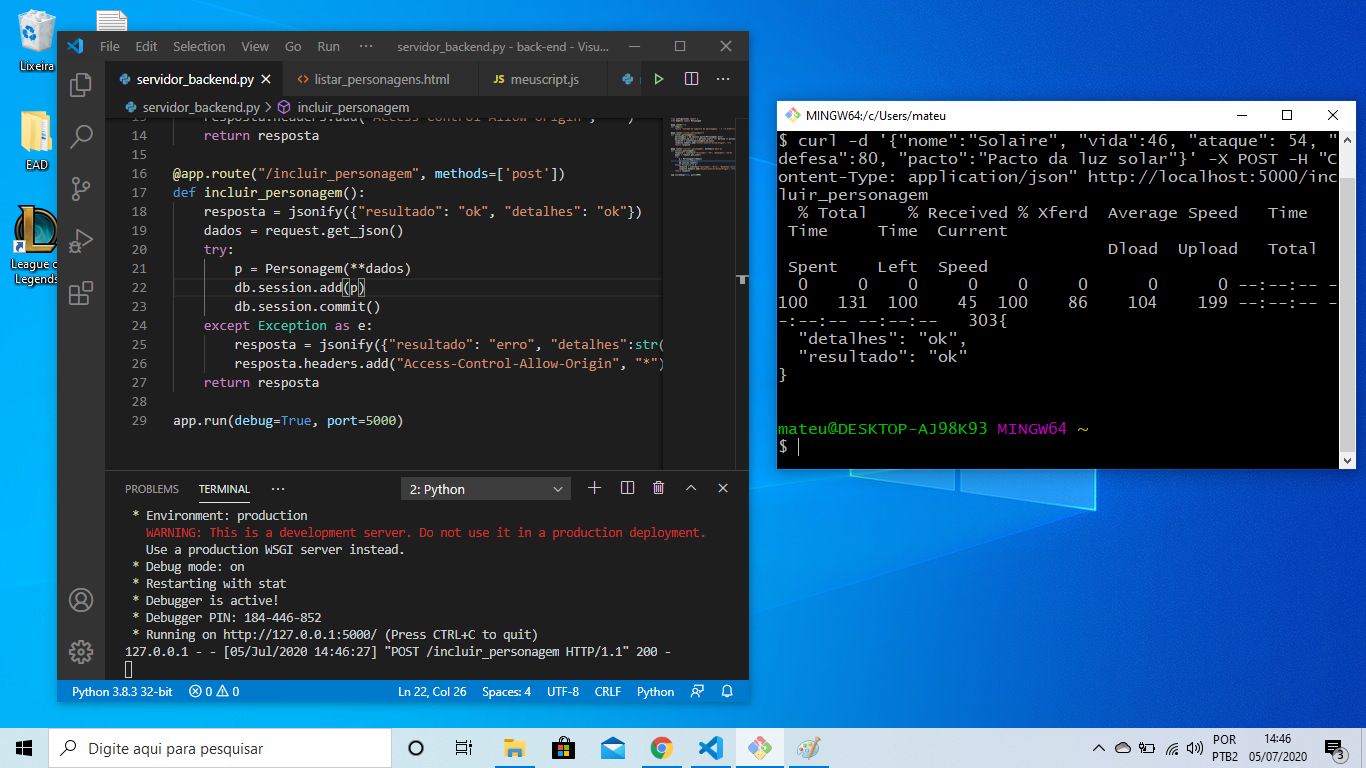 Lixeira
EAD
League of
Legends
File Edit Selection View Go Run ··· servidor_backend.py - back-end - Visu...
servidor_backend.py listar_personagens.html JS meuscript.js
servidor_backend.py > incluir_personagem
13 resposta.headers.add("Access-Control-Allow-Origin", "*")
14 return resposta
15
16 @app.route("/incluir_personagem", methods=['post'])
17 def incluir_personagem():
18 resposta = jsonify({"resultado": "ok", "detalhes": "ok"})
19 dados = request.get_json()
20 try:
21 p = Personagem(**dados)
22 db.session.add(p)
23 db.session.commit()
24 except Exception as e:
25 resposta = jsonify({"resultado": "erro", "detalhes":str(
26 resposta.headers.add("Access-Control-Allow-Origin", "*")
27 return resposta
28
29 app.run(debug=True, port=5000)
PROBLEMS TERMINAL ··· 2: Python
* Environment: production
WARNING: This is a development server. Do not use it in a production deployment.
Use a production WSGI server instead.
* Debug mode: on
* Restarting with stat
* Debugger is active!
* Debugger PIN: 184-446-852
* Running on http://127.0.0.1:5000/ (Press CTRL+C to quit)
127.0.0.1 - - [05/Jul/2020 14:46:27] "POST /incluir_personagem HTTP/1.1" 200 -
Python 3.8.3 32-bit 0 0 Ln 22, Col 26 Spaces: 4 UTF-8 CRLF Python
MINGW64:/c/Users/mateu
$ curl -d '{"nome":"Solaire", "vida":46, "ataque": 54, "
defesa":80, "pacto":"Pacto da luz solar"}' -X POST -H "C
ontent-Type: application/json" http://localhost:5000/inc
luir_personagem
% Total % Received % Xferd Average Speed Time
Time Time Current
Dload Upload Total
Spent Left Speed
0 0 0 0 0 0 0 0 --:--:-- -
100 131 100 45 100 86 104 199 --:--:-- -
-:--:-- --:--:-- 303{
"detalhes": "ok",
"resultado": "ok"
}
mateu@DESKTOP-AJ98K93 MINGW64 ~
$
Digite aqui para pesquisar
POR
PTB2
14:46
05/07/2020
3